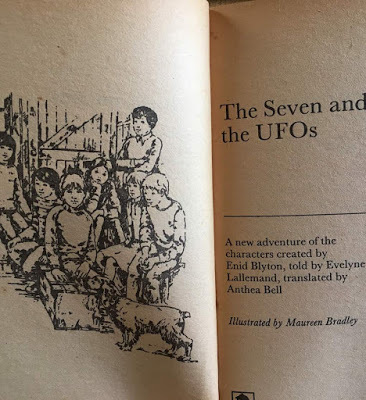 The Seven and
the UFOs
A new adventure of the
characters created by
Enid Blyton, told by Evelyne
Lallemand, translated by
Anthea Bell
Illustrated by Maureen Bradley